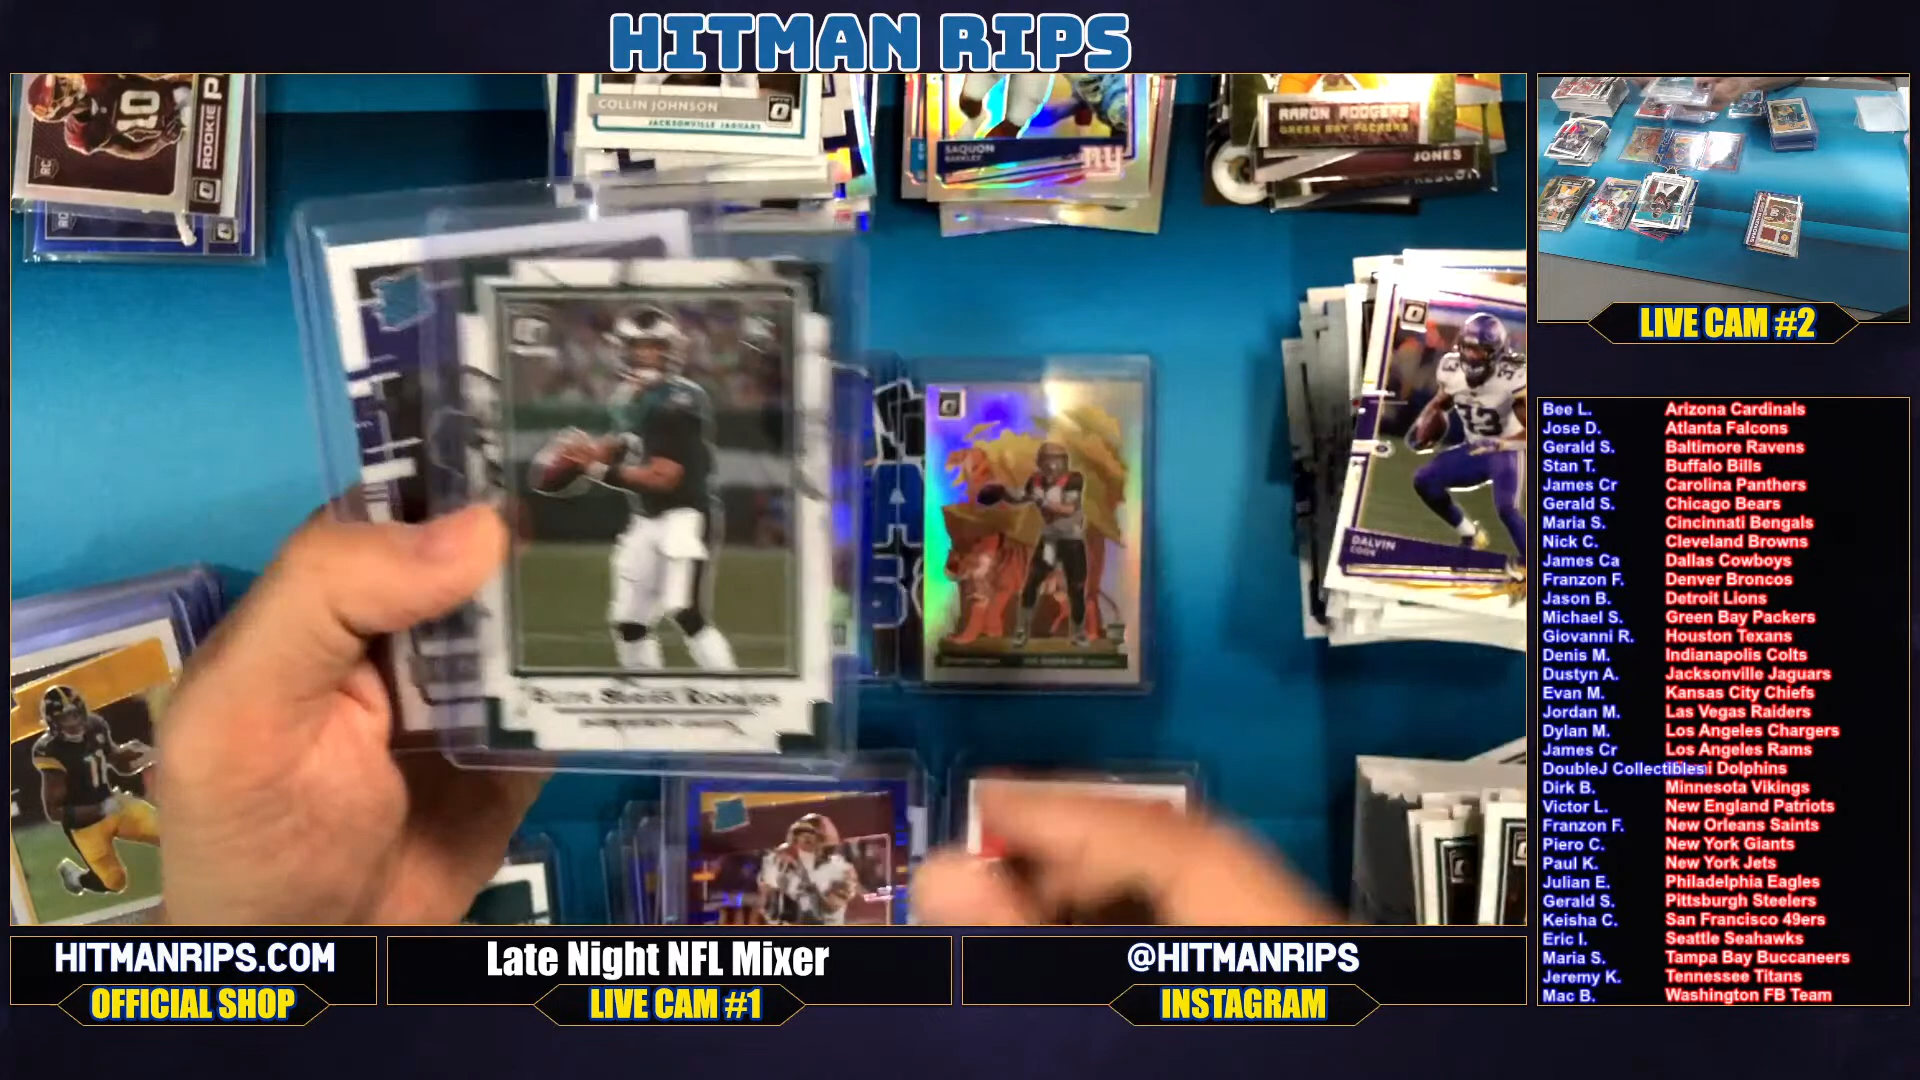 HITMAN RIPS
10
ROOKIE P
RC
COLLIN JOHNSON
JACKSONVILLE JAGUARS
SAQUON
BARKLEY
AARON RODGERS
GREEN BAY PACKERS
JONES
33
DALVIN
COOK
11
LIVE CAM #2
Bee L. Arizona Cardinals
Jose D. Atlanta Falcons
Gerald S. Baltimore Ravens
Stan T. Buffalo Bills
James Cr Carolina Panthers
Gerald S. Chicago Bears
Maria S. Cincinnati Bengals
Nick C. Cleveland Browns
James Ca Dallas Cowboys
Franzon F. Denver Broncos
Jason B. Detroit Lions
Michael S. Green Bay Packers
Giovanni R. Houston Texans
Denis M. Indianapolis Colts
Dustyn A. Jacksonville Jaguars
Evan M. Kansas City Chiefs
Jordan M. Las Vegas Raiders
Dylan M. Los Angeles Chargers
James Cr Los Angeles Rams
DoubleJ Collectibles Dolphins
Dirk B. Minnesota Vikings
Victor L. New England Patriots
Franzon F. New Orleans Saints
Piero C. New York Giants
Paul K. New York Jets
Julian E. Philadelphia Eagles
Gerald S. Pittsburgh Steelers
Keisha C. San Francisco 49ers
Eric I. Seattle Seahawks
Maria S. Tampa Bay Buccaneers
Jeremy K. Tennessee Titans
Mac B. Washington FB Team
HITMANRIPS.COM
OFFICIAL SHOP
Late Night NFL Mixer
LIVE CAM #1
@HITMANRIPS
INSTAGRAM